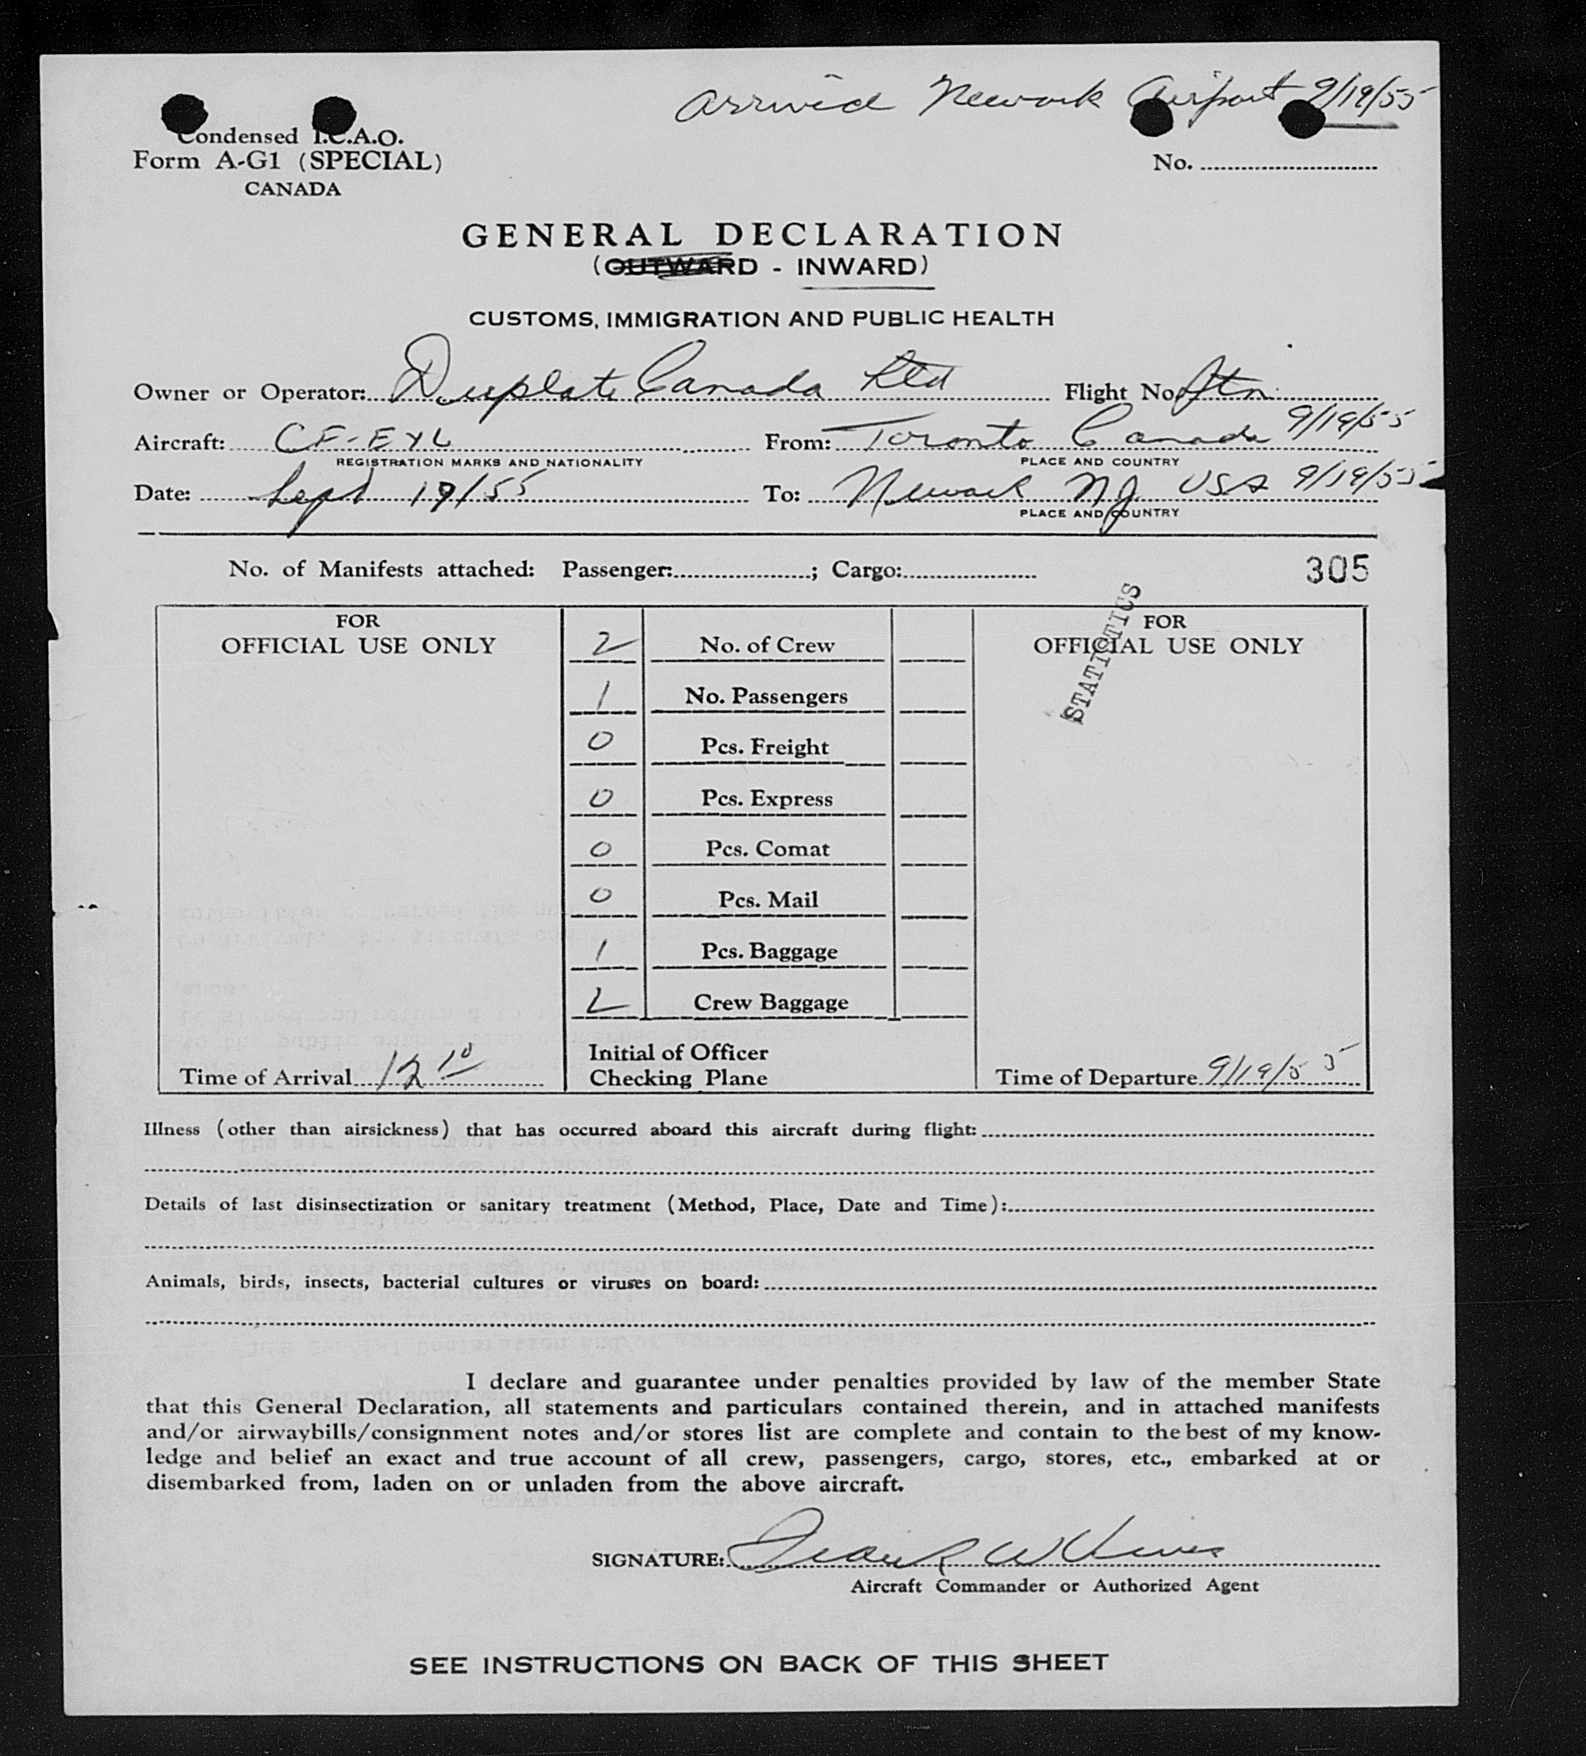 arrived Newark Airport 9/19/55
Condensed I.C.A.O.
Form A-G1 (SPECIAL)
CANADA
No.
GENERAL DECLARATION
(OUTWARD - INWARD)
CUSTOMS, IMMIGRATION AND PUBLIC HEALTH
Owner or Operator: Duplate Canada Ltd Flight No.
Aircraft: CF-EXL From: Toronto Canada 9/19/55
REGISTRATION MARKS AND NATIONALITY PLACE AND COUNTRY
Date: Sept 19/55 To: Newark NJ. USA 9/19/55
PLACE AND COUNTRY
No. of Manifests attached: Passenger: ; Cargo: 305
FOR
OFFICIAL USE ONLY
2 No. of Crew
1 No. Passengers
0 Pcs. Freight
0 Pcs. Express
0 Pcs. Comat
0 Pcs. Mail
1 Pcs. Baggage
2 Crew Baggage
Initial of Officer
Checking Plane
Time of Arrival 12 10
STATISTICS
FOR
OFFICIAL USE ONLY
Time of Departure 9/19/55
Illness (other than airsickness) that has occurred aboard this aircraft during flight:
Details of last disinsectization or sanitary treatment (Method, Place, Date and Time):
Animals, birds, insects, bacterial cultures or viruses on board:
I declare and guarantee under penalties provided by law of the member State
that this General Declaration, all statements and particulars contained therein, and in attached manifests
and/or airwaybills/consignment notes and/or stores list are complete and contain to the best of my know-
ledge and belief an exact and true account of all crew, passengers, cargo, stores, etc., embarked at or
disembarked from, laden on or unladen from the above aircraft.
SIGNATURE:
Aircraft Commander or Authorized Agent
SEE INSTRUCTIONS ON BACK OF THIS SHEET